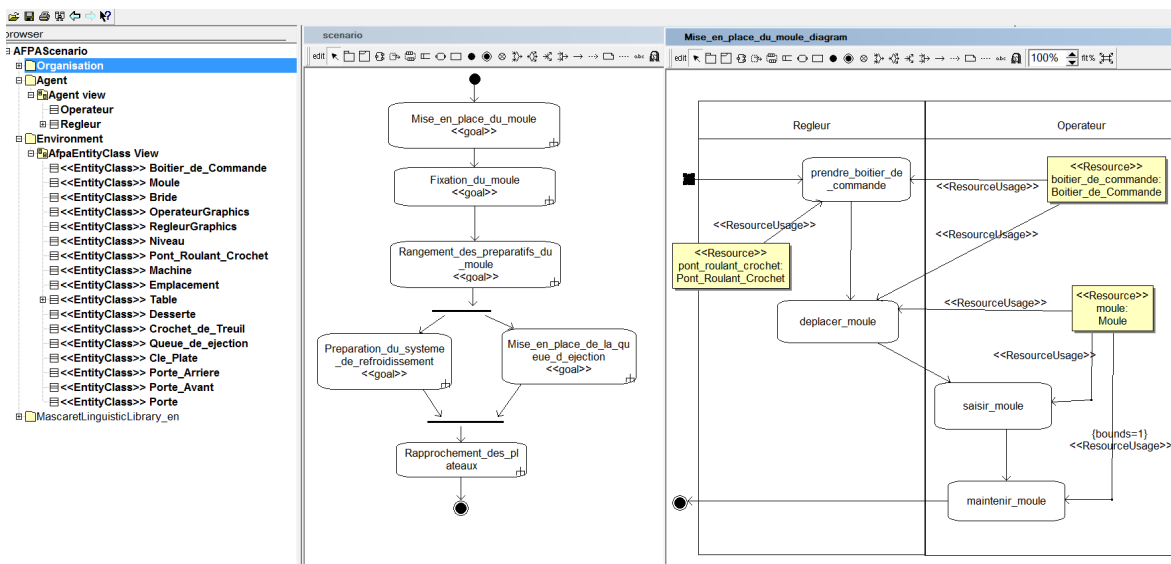 rowser
AFPAScenario
Organisation
Agent
Agent view
Operateur
Regleur
Environment
AfpaEntityClass View
<<EntityClass>> Boitier_de_Commande
<<EntityClass>> Moule
<<EntityClass>> Bride
<<EntityClass>> OperateurGraphics
<<EntityClass>> RegleurGraphics
<<EntityClass>> Niveau
<<EntityClass>> Pont_Roulant_Crochet
<<EntityClass>> Machine
<<EntityClass>> Emplacement
<<EntityClass>> Table
<<EntityClass>> Desserte
<<EntityClass>> Crochet_de_Treuil
<<EntityClass>> Queue_de_ejection
<<EntityClass>> Cle_Plate
<<EntityClass>> Porte_Arriere
<<EntityClass>> Porte_Avant
<<EntityClass>> Porte
MascaretLinguisticLibrary_en
scenario
edit
abc
Mise_en_place_du_moule
<<goal>>
Fixation_du_moule
<<goal>>
Rangement_des_preparatifs_du
_moule
<<goal>>
Preparation_du_systeme
_de_refroidissement
<<goal>>
Mise_en_place_de_la_qu
eue_d_ejection
<<goal>>
Rapprochement_des_pl
ateaux
Mise_en_place_du_moule_diagram
edit
abc
100%
fit%
Regleur
Operateur
prendre_boitier_de
_commande
<<ResourceUsage>>
<<Resource>>
boitier_de_commande:
Boitier_de_Commande
<<ResourceUsage>>
<<ResourceUsage>>
<<Resource>>
pont_roulant_crochet:
Pont_Roulant_Crochet
deplacer_moule
<<ResourceUsage>>
<<Resource>>
moule:
Moule
<<ResourceUsage>>
saisir_moule
{bounds=1}
<<ResourceUsage>>
maintenir_moule